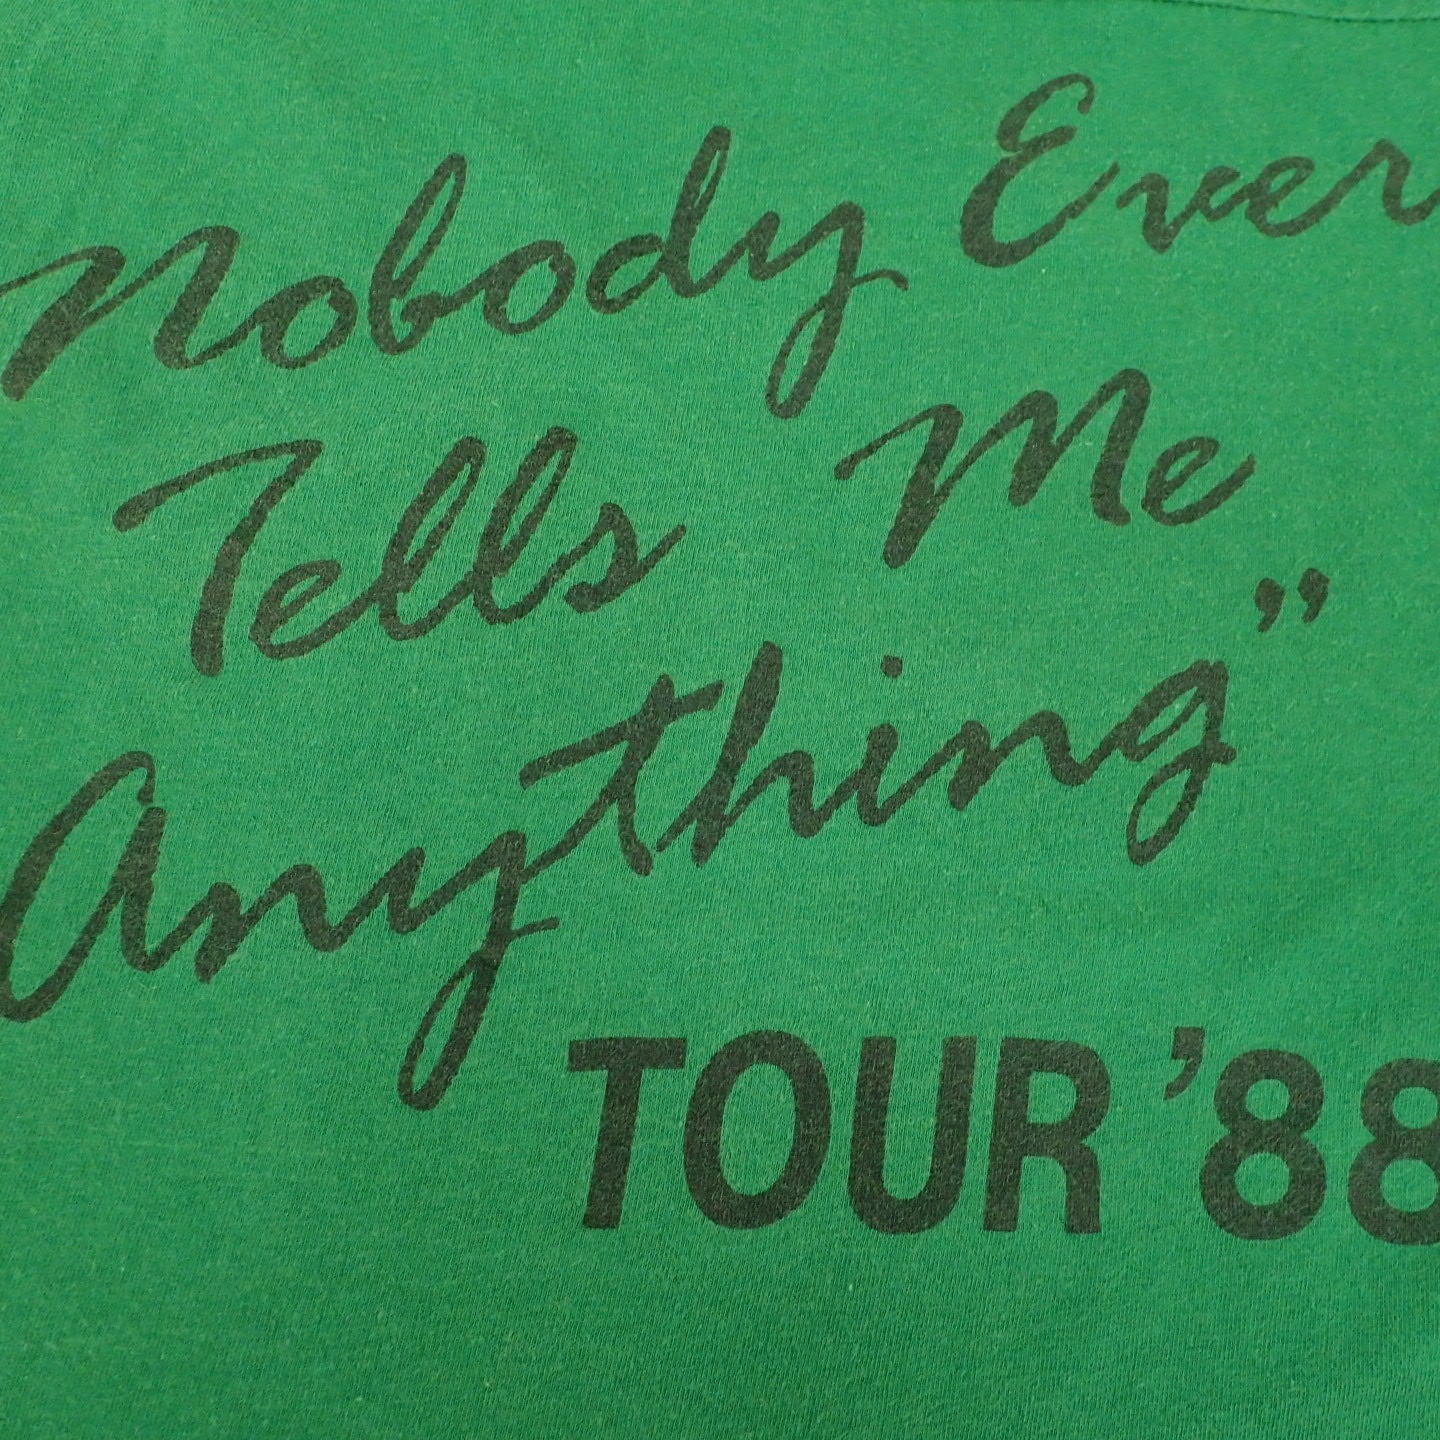 Nobody Ever
Tells Me
Anything”
TOUR ’88